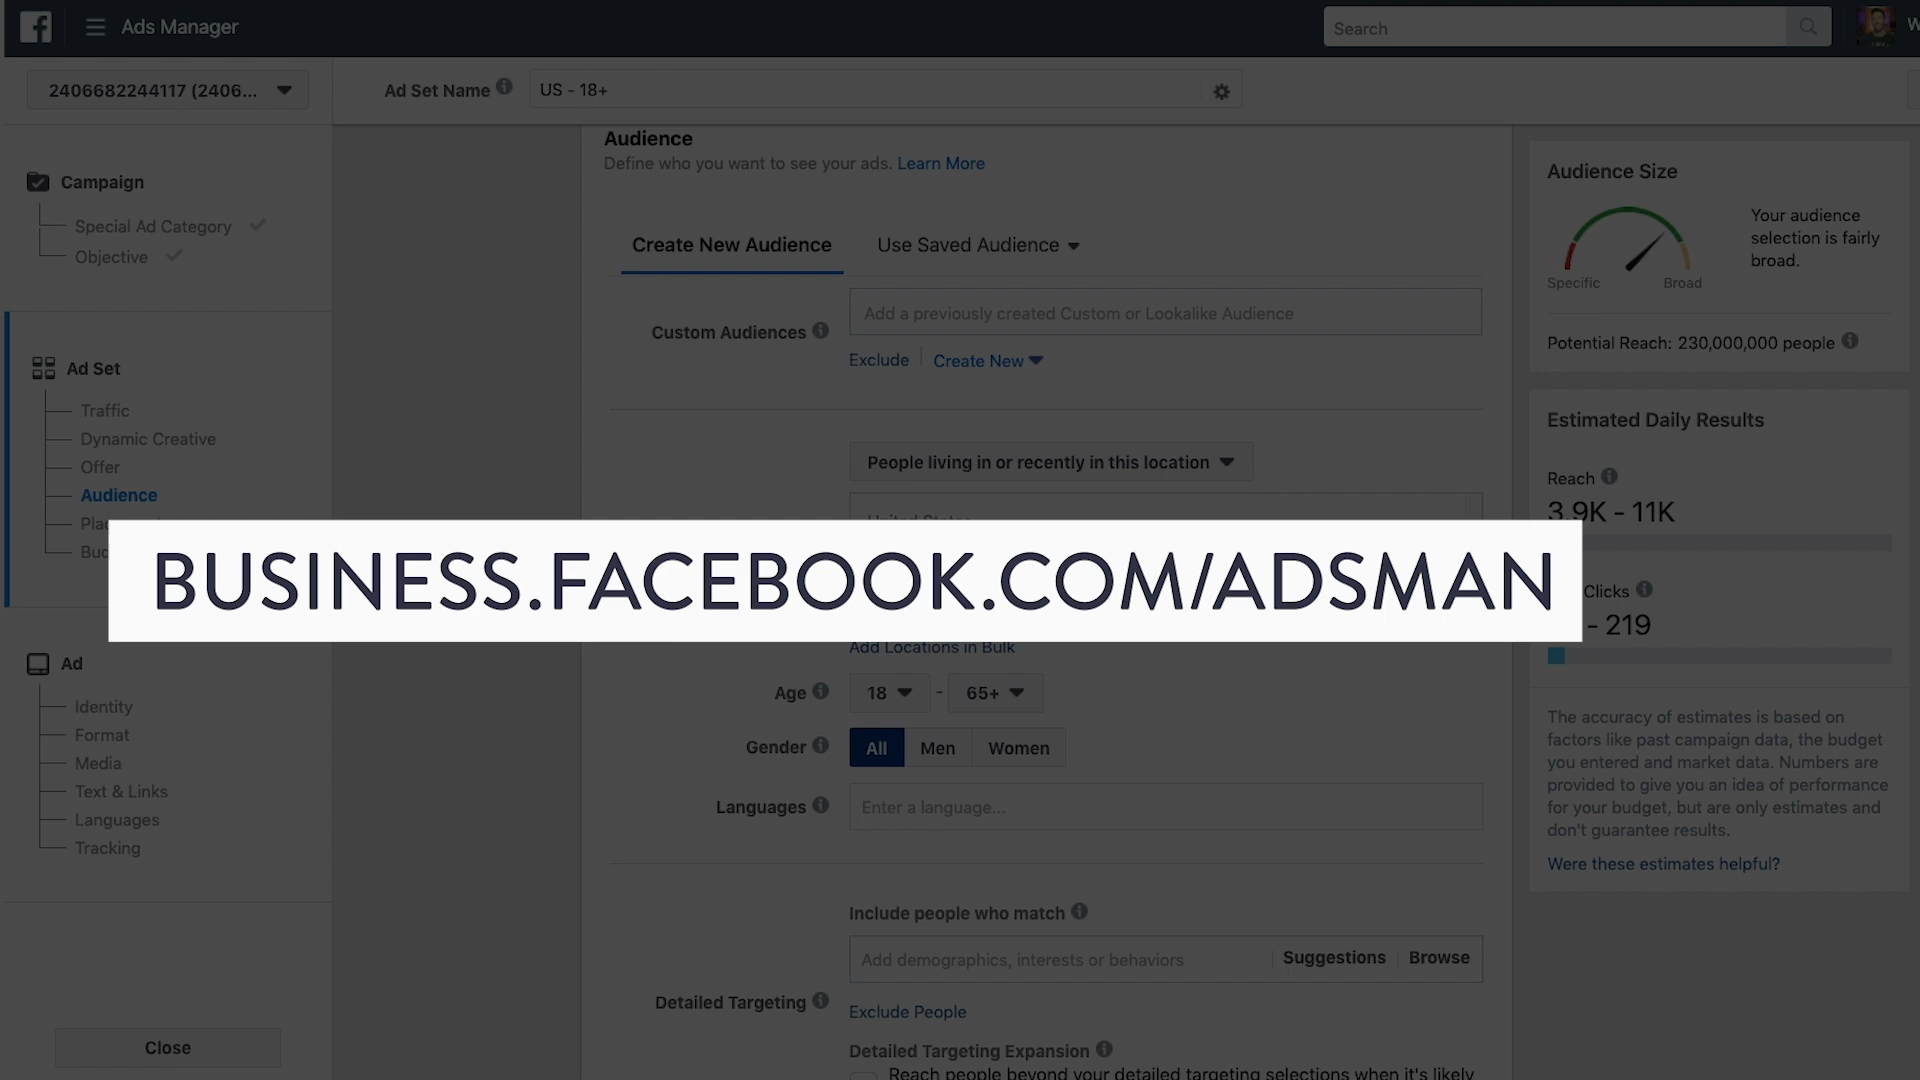 Ads Manager
Search
W
2406682244117 (2406...
Ad Set Name
US - 18+
Campaign
Special Ad Category
Objective
Ad Set
Traffic
Dynamic Creative
Offer
Audience
Ad
Identity
Format
Media
Text & Links
Languages
Tracking
Close
Audience
Define who you want to see your ads. Learn More
Create New Audience
Use Saved Audience
Custom Audiences
Add a previously created Custom or Lookalike Audience
Exclude
Create New
People living in or recently in this location
BUSINESS.FACEBOOK.COM/ADSMAN
Add Locations in Bulk
Age
18 - 65+
Gender
All Men Women
Languages
Enter a language...
Include people who match
Add demographics, interests or behaviors
Suggestions
Browse
Detailed Targeting
Exclude People
Detailed Targeting Expansion
Reach people beyond your detailed targeting selections when it's likely
Audience Size
Your audience
selection is fairly
broad.
Specific
Broad
Potential Reach: 230,000,000 people
Estimated Daily Results
Reach
3.9K - 11K
Clicks
- 219
The accuracy of estimates is based on
factors like past campaign data, the budget
you entered and market data. Numbers are
provided to give you an idea of performance
for your budget, but are only estimates and
don't guarantee results.
Were these estimates helpful?